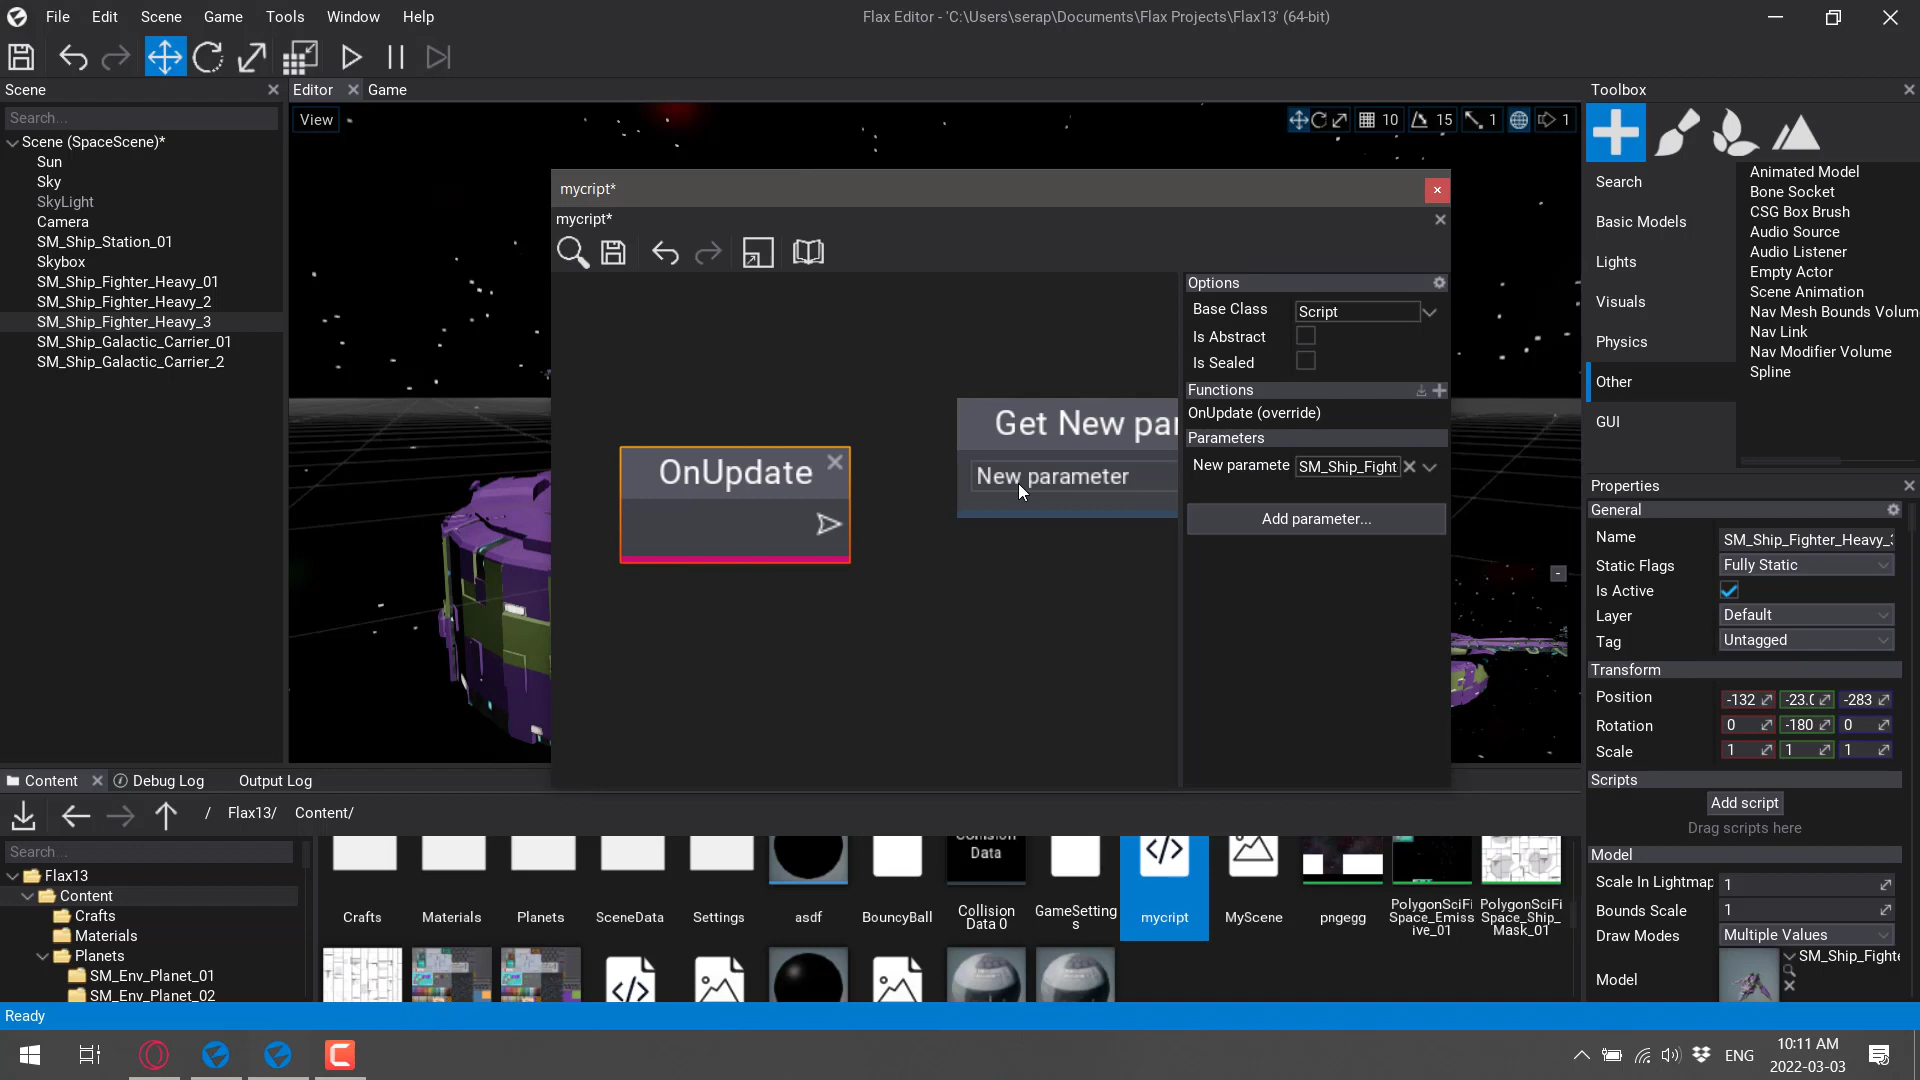 File Edit Scene Game Tools Window Help
Flax Editor - 'C:\Users\serap\Documents\Flax Projects\Flax13' (64-bit)
Scene
Search...
Scene (SpaceScene)*
Sun
Sky
SkyLight
Camera
SM_Ship_Station_01
Skybox
SM_Ship_Fighter_Heavy_01
SM_Ship_Fighter_Heavy_2
SM_Ship_Fighter_Heavy_3
SM_Ship_Galactic_Carrier_01
SM_Ship_Galactic_Carrier_2
Editor Game
View
10 15 1 1
mycript*
mycript*
OnUpdate
Get New par
New parameter
Options
Base Class Script
Is Abstract
Is Sealed
Functions
OnUpdate (override)
Parameters
New paramete SM_Ship_Fight
Add parameter...
Toolbox
Search
Basic Models
Lights
Visuals
Physics
Other
GUI
Animated Model
Bone Socket
CSG Box Brush
Audio Source
Audio Listener
Empty Actor
Scene Animation
Nav Mesh Bounds Volum
Nav Link
Nav Modifier Volume
Spline
Properties
General
Name SM_Ship_Fighter_Heavy_3
Static Flags Fully Static
Is Active
Layer Default
Tag Untagged
Transform
Position -132 -23.0 -283
Rotation 0 -180 0
Scale 1 1 1
Scripts
Add script
Drag scripts here
Model
Scale In Lightmap 1
Bounds Scale 1
Draw Modes Multiple Values
Model SM_Ship_Fighte
Content Debug Log Output Log
/ Flax13/ Content/
Search...
Flax13
Content
Crafts
Materials
Planets
SM_Env_Planet_01
SM_Env_Planet_02
Collision
Data
Crafts
Materials
Planets
SceneData
Settings
asdf
BouncyBall
Collision
Data 0
GameSetting
s
mycript
MyScene
pngegg
PolygonSciFi
Space_Emiss
ive_01
PolygonSciFi
Space_Ship_
Mask_01
Ready
ENG
10:11 AM
2022-03-03